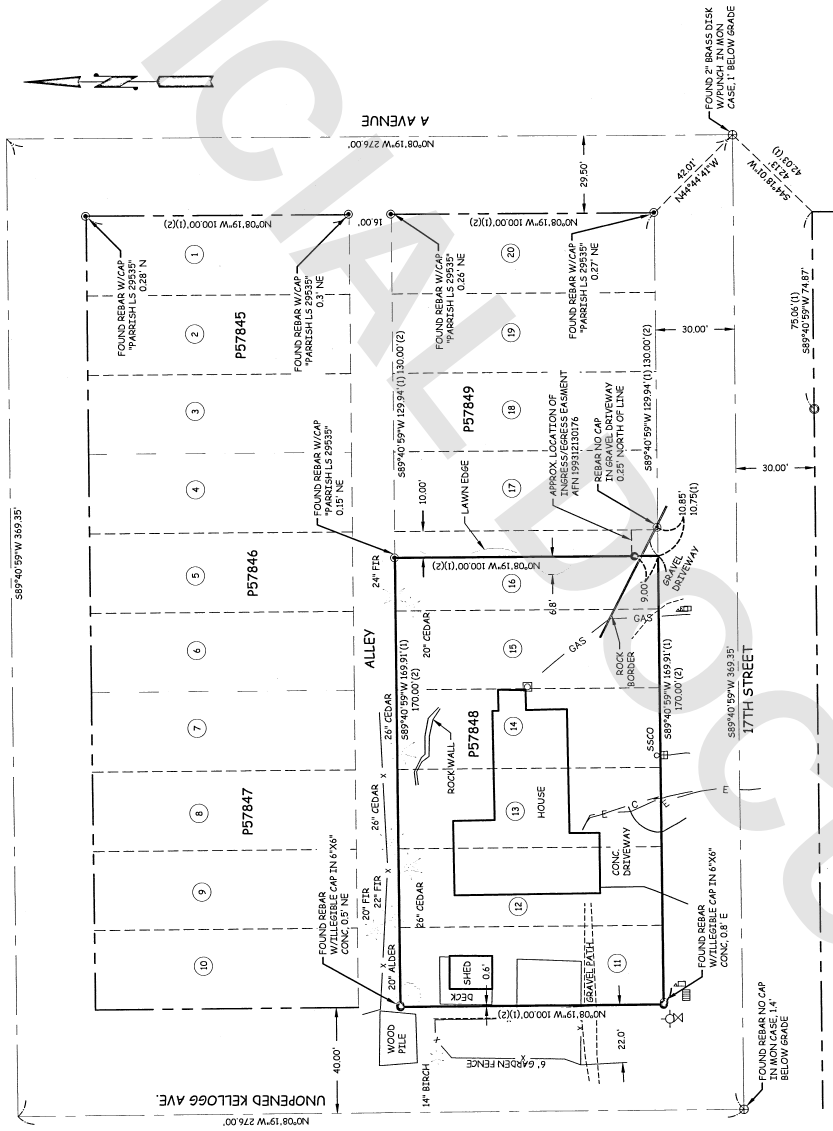 FOUND 2" BRASS DISK
W/PUNCH IN MON
CASE, 1' BELOW GRADE
A AVENUE
N0°08'19"W 276.00'
S89°40'59"W 369.35'
29.50'
42.01'
N44°44'41"W
S44°18'01"W
42.13'
42.03'(1)
N0°08'19"W 100.00'(1)(2)
16.00'
N0°08'19"W 100.00'(1)(2)
FOUND REBAR W/CAP
"PARRISH LS 29535"
0.28' N
FOUND REBAR W/CAP
"PARRISH LS 29535"
0.3' NE
FOUND REBAR W/CAP
"PARRISH LS 29535"
0.26' NE
FOUND REBAR W/CAP
"PARRISH LS 29535"
0.27' NE
1
2
3
4
5
6
7
8
9
10
P57845
P57846
P57847
20
19
18
17
16
15
14
13
12
11
P57849
P57848
S89°40'59"W 129.94'(1) 130.00'(2)
S89°40'59"W 129.94'(1) 130.00'(2)
30.00'
75.06'(1)
S89°40'59"W 74.87'
30.00'
FOUND REBAR W/CAP
"PARRISH LS 29535"
0.15' NE
10.00'
LAWN EDGE
APPROX. LOCATION OF
INGRESS/EGRESS EASMENT
AFN 199312130176
REBAR NO CAP
IN GRAVEL DRIVEWAY
0.25' NORTH OF LINE
10.85'
10.75(1)
N0°08'19"W 100.00'(1)(2)
6.8'
9.00'
GRAVEL
DRIVEWAY
GAS
GAS
ROCK
BORDER
ALLEY
24" FIR
20" CEDAR
S89°40'59"W 169.91'(1)
170.00'(2)
26" CEDAR
26" CEDAR
ROCK WALL
S89°40'59"W 169.91'(1)
170.00'(2)
S89°40'59"W 369.35'
17TH STREET
SSCO
HOUSE
E
C
E
E
CONC.
DRIVEWAY
20" FIR
22" FIR
26" CEDAR
20" ALDER
FOUND REBAR
W/ILLEGIBLE CAP IN 6"X6"
CONC, 0.5' NE
FOUND REBAR
W/ILLEGIBLE CAP IN 6"X6"
CONC, 0.8' E
SHED
DECK
0.6'
GRAVEL PATH
N0°08'19"W 100.00'(1)(2)
WOOD
PILE
14" BIRCH
6' GARDEN FENCE
22.0'
40.00'
UNOPENED KELLOGG AVE.
N0°08'19"W 276.00'
FOUND REBAR NO CAP
IN MON CASE, 1.4'
BELOW GRADE